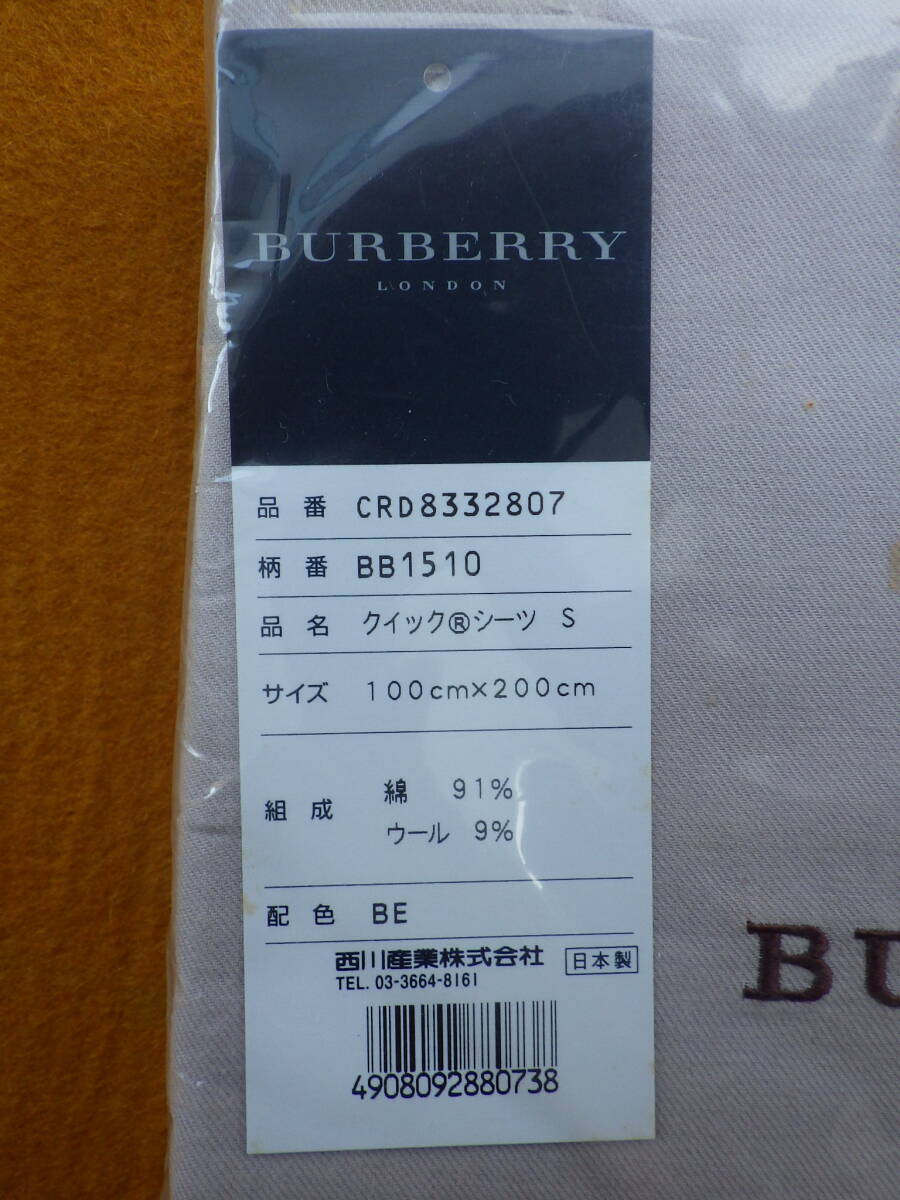 BURBERRY
LONDON
品番 CRD8332807
柄番 BB1510
品名 クイック®シーツ S
サイズ 100cm×200cm
組成 綿 91%
ウール 9%
配色 BE
西川産業株式会社 日本製
TEL. 03-3664-8161
4908092880738
BU